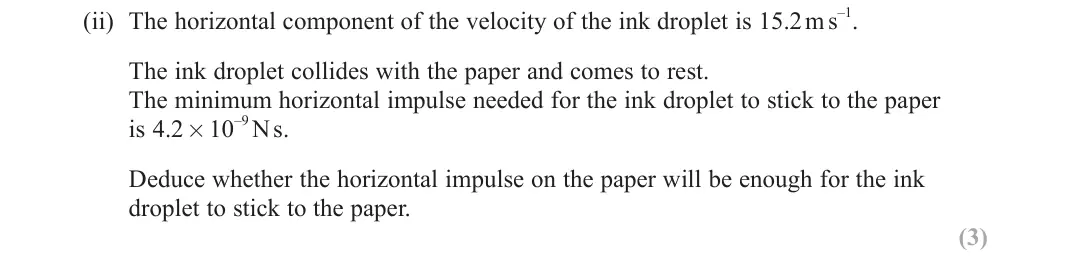 (ii) The horizontal component of the velocity of the ink droplet is 15.2 m s⁻¹.
The ink droplet collides with the paper and comes to rest.
The minimum horizontal impulse needed for the ink droplet to stick to the paper
is 4.2 × 10⁻⁹ N s.
Deduce whether the horizontal impulse on the paper will be enough for the ink
droplet to stick to the paper.
(3)